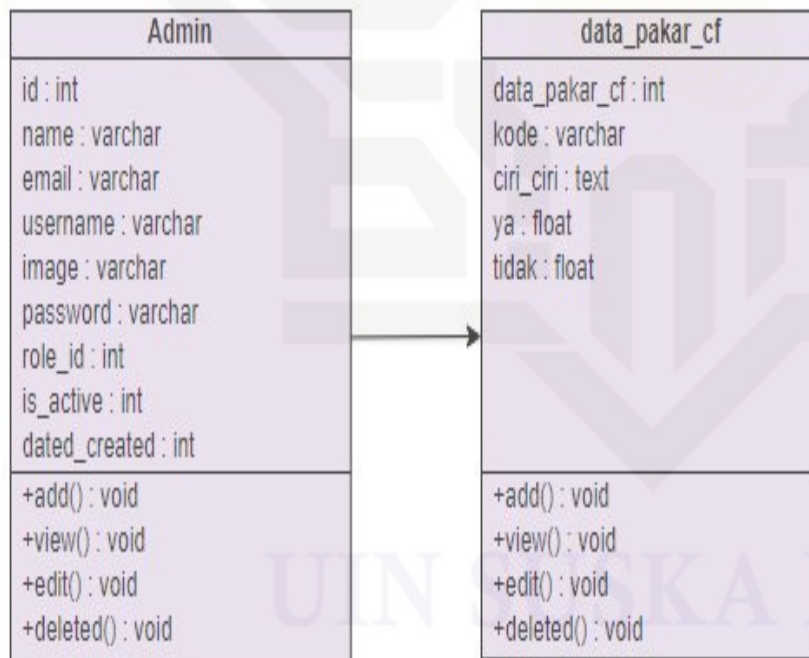 Admin
id : int
name : varchar
email : varchar
username : varchar
image : varchar
password : varchar
role_id : int
is_active : int
dated_created : int
+add() : void
+view() : void
+edit() : void
+deleted() : void
data_pakar_cf
data_pakar_cf : int
kode : varchar
ciri_ciri : text
ya : float
tidak : float
+add() : void
+view() : void
+edit() : void
+deleted() : void
UIN SUSKA